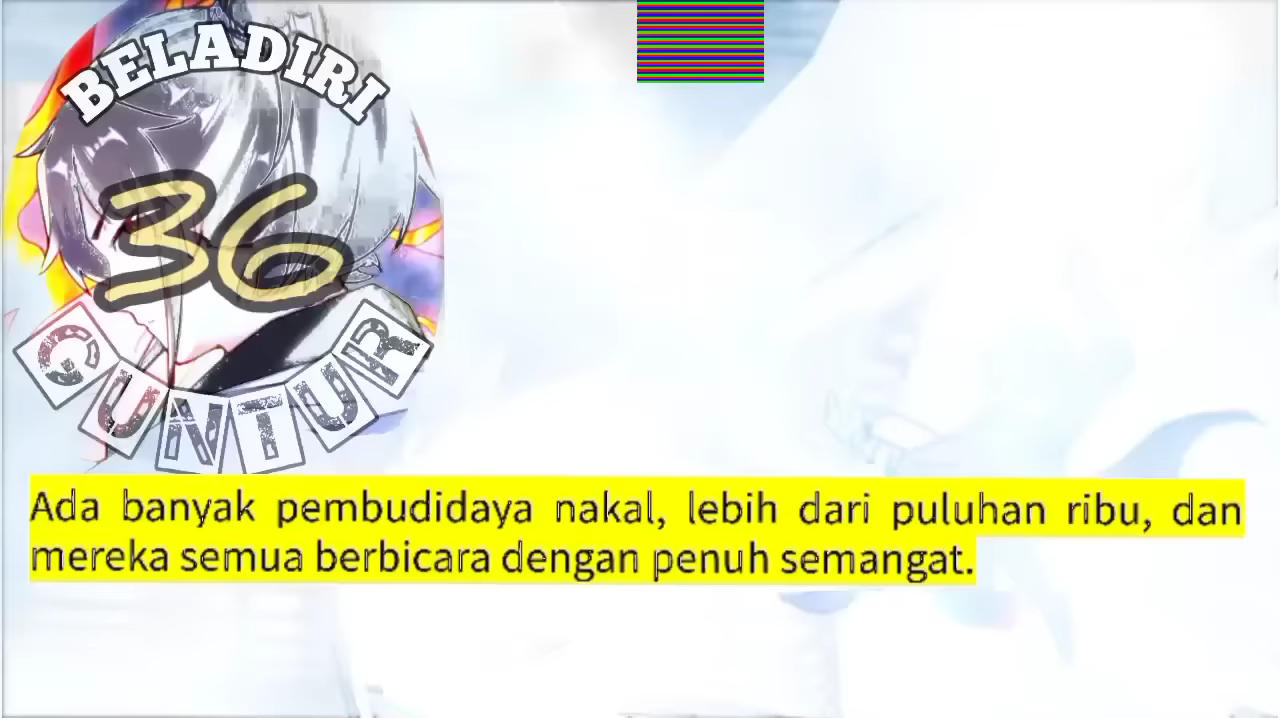 BELADIRI
36
GUNTUR
Ada banyak pembudidaya nakal, lebih dari puluhan ribu, dan
mereka semua berbicara dengan penuh semangat.